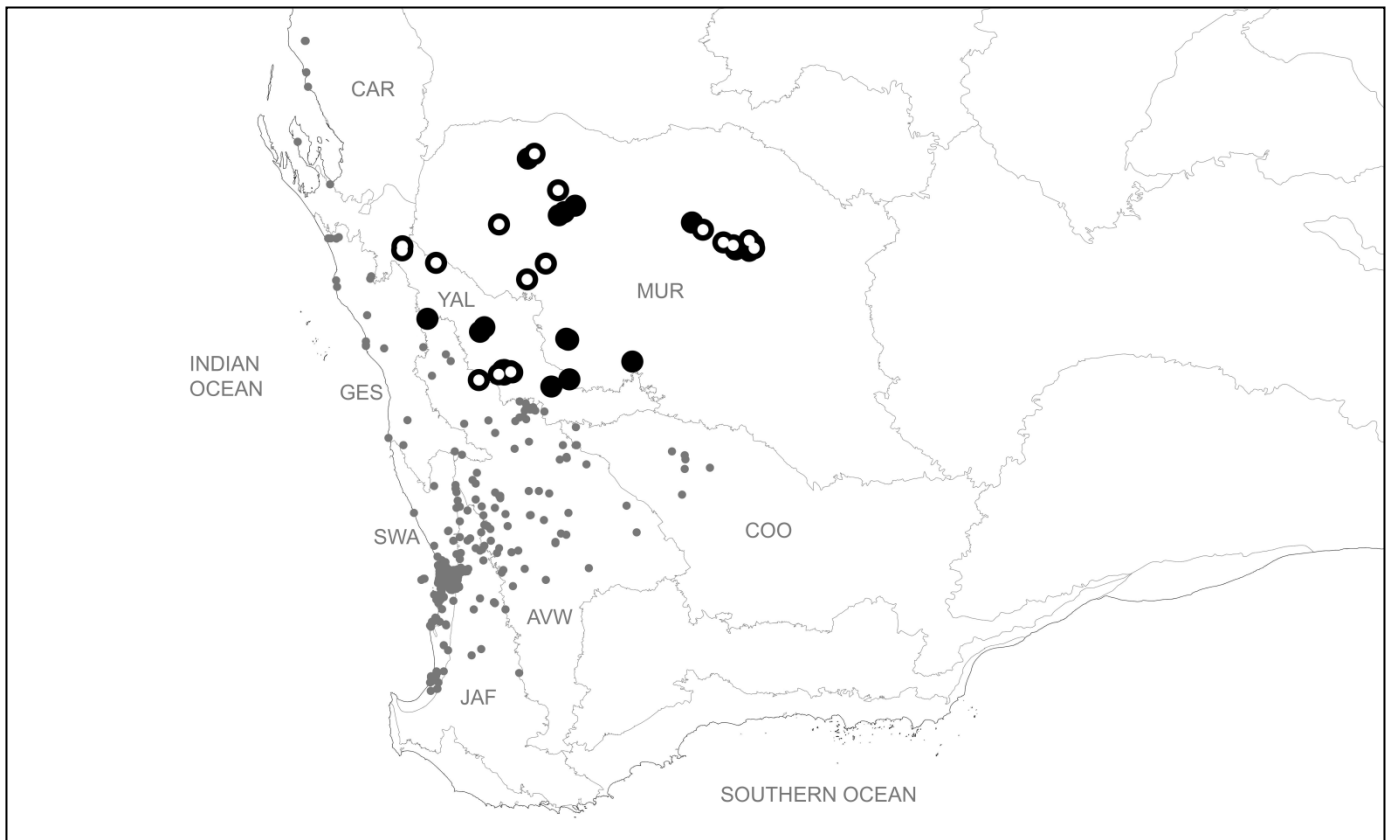 CAR
MUR
YAL
INDIAN
OCEAN
GES
SWA
COO
AVW
JAF
SOUTHERN OCEAN